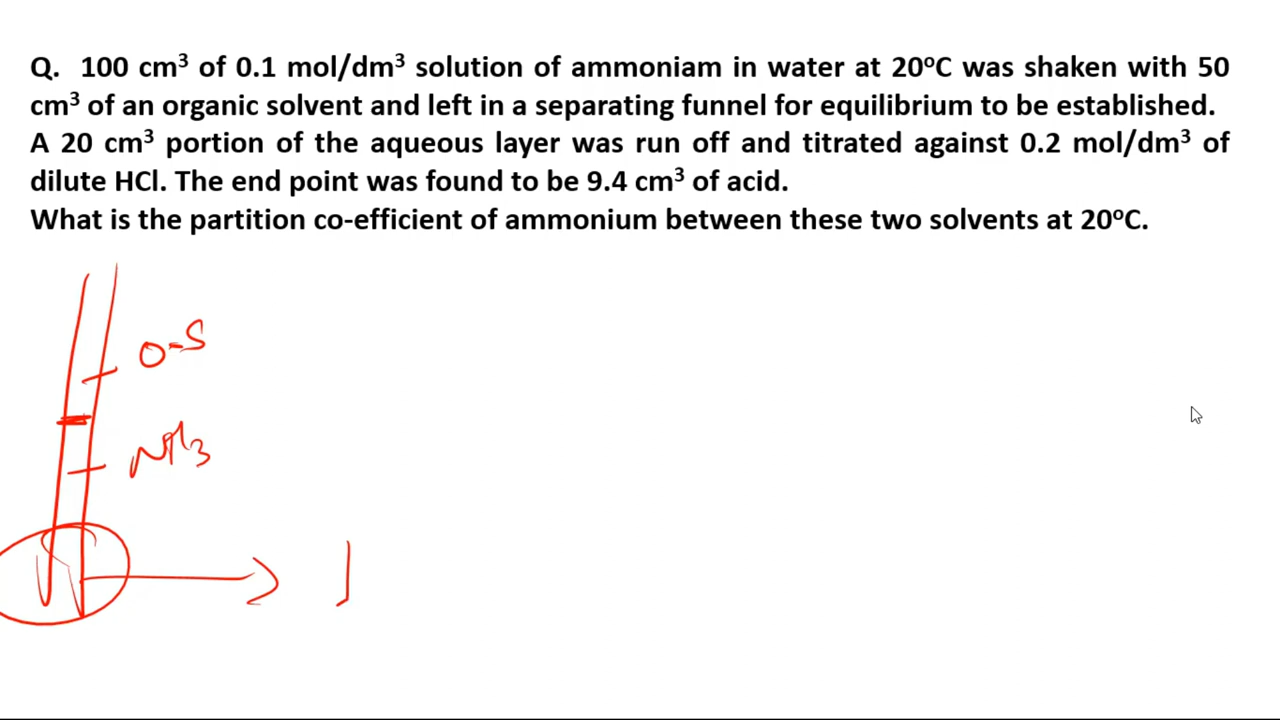 Q. 100 cm³ of 0.1 mol/dm³ solution of ammoniam in water at 20ºC was shaken with 50
cm³ of an organic solvent and left in a separating funnel for equilibrium to be established.
A 20 cm³ portion of the aqueous layer was run off and titrated against 0.2 mol/dm³ of
dilute HCl. The end point was found to be 9.4 cm³ of acid.
What is the partition co-efficient of ammonium between these two solvents at 20ºC.
O-S
NH3